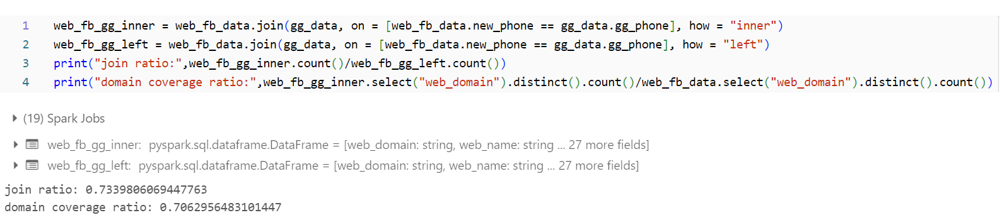 1 web_fb_gg_inner = web_fb_data.join(gg_data, on = [web_fb_data.new_phone == gg_data.gg_phone], how = "inner")
2 web_fb_gg_left = web_fb_data.join(gg_data, on = [web_fb_data.new_phone == gg_data.gg_phone], how = "left")
3 print("join ratio:",web_fb_gg_inner.count()/web_fb_gg_left.count())
4 print("domain coverage ratio:",web_fb_gg_inner.select("web_domain").distinct().count()/web_fb_data.select("web_domain").distinct().count())
(19) Spark Jobs
web_fb_gg_inner: pyspark.sql.dataframe.DataFrame = [web_domain: string, web_name: string ... 27 more fields]
web_fb_gg_left: pyspark.sql.dataframe.DataFrame = [web_domain: string, web_name: string ... 27 more fields]
join ratio: 0.7339806069447763
domain coverage ratio: 0.7062956483101447